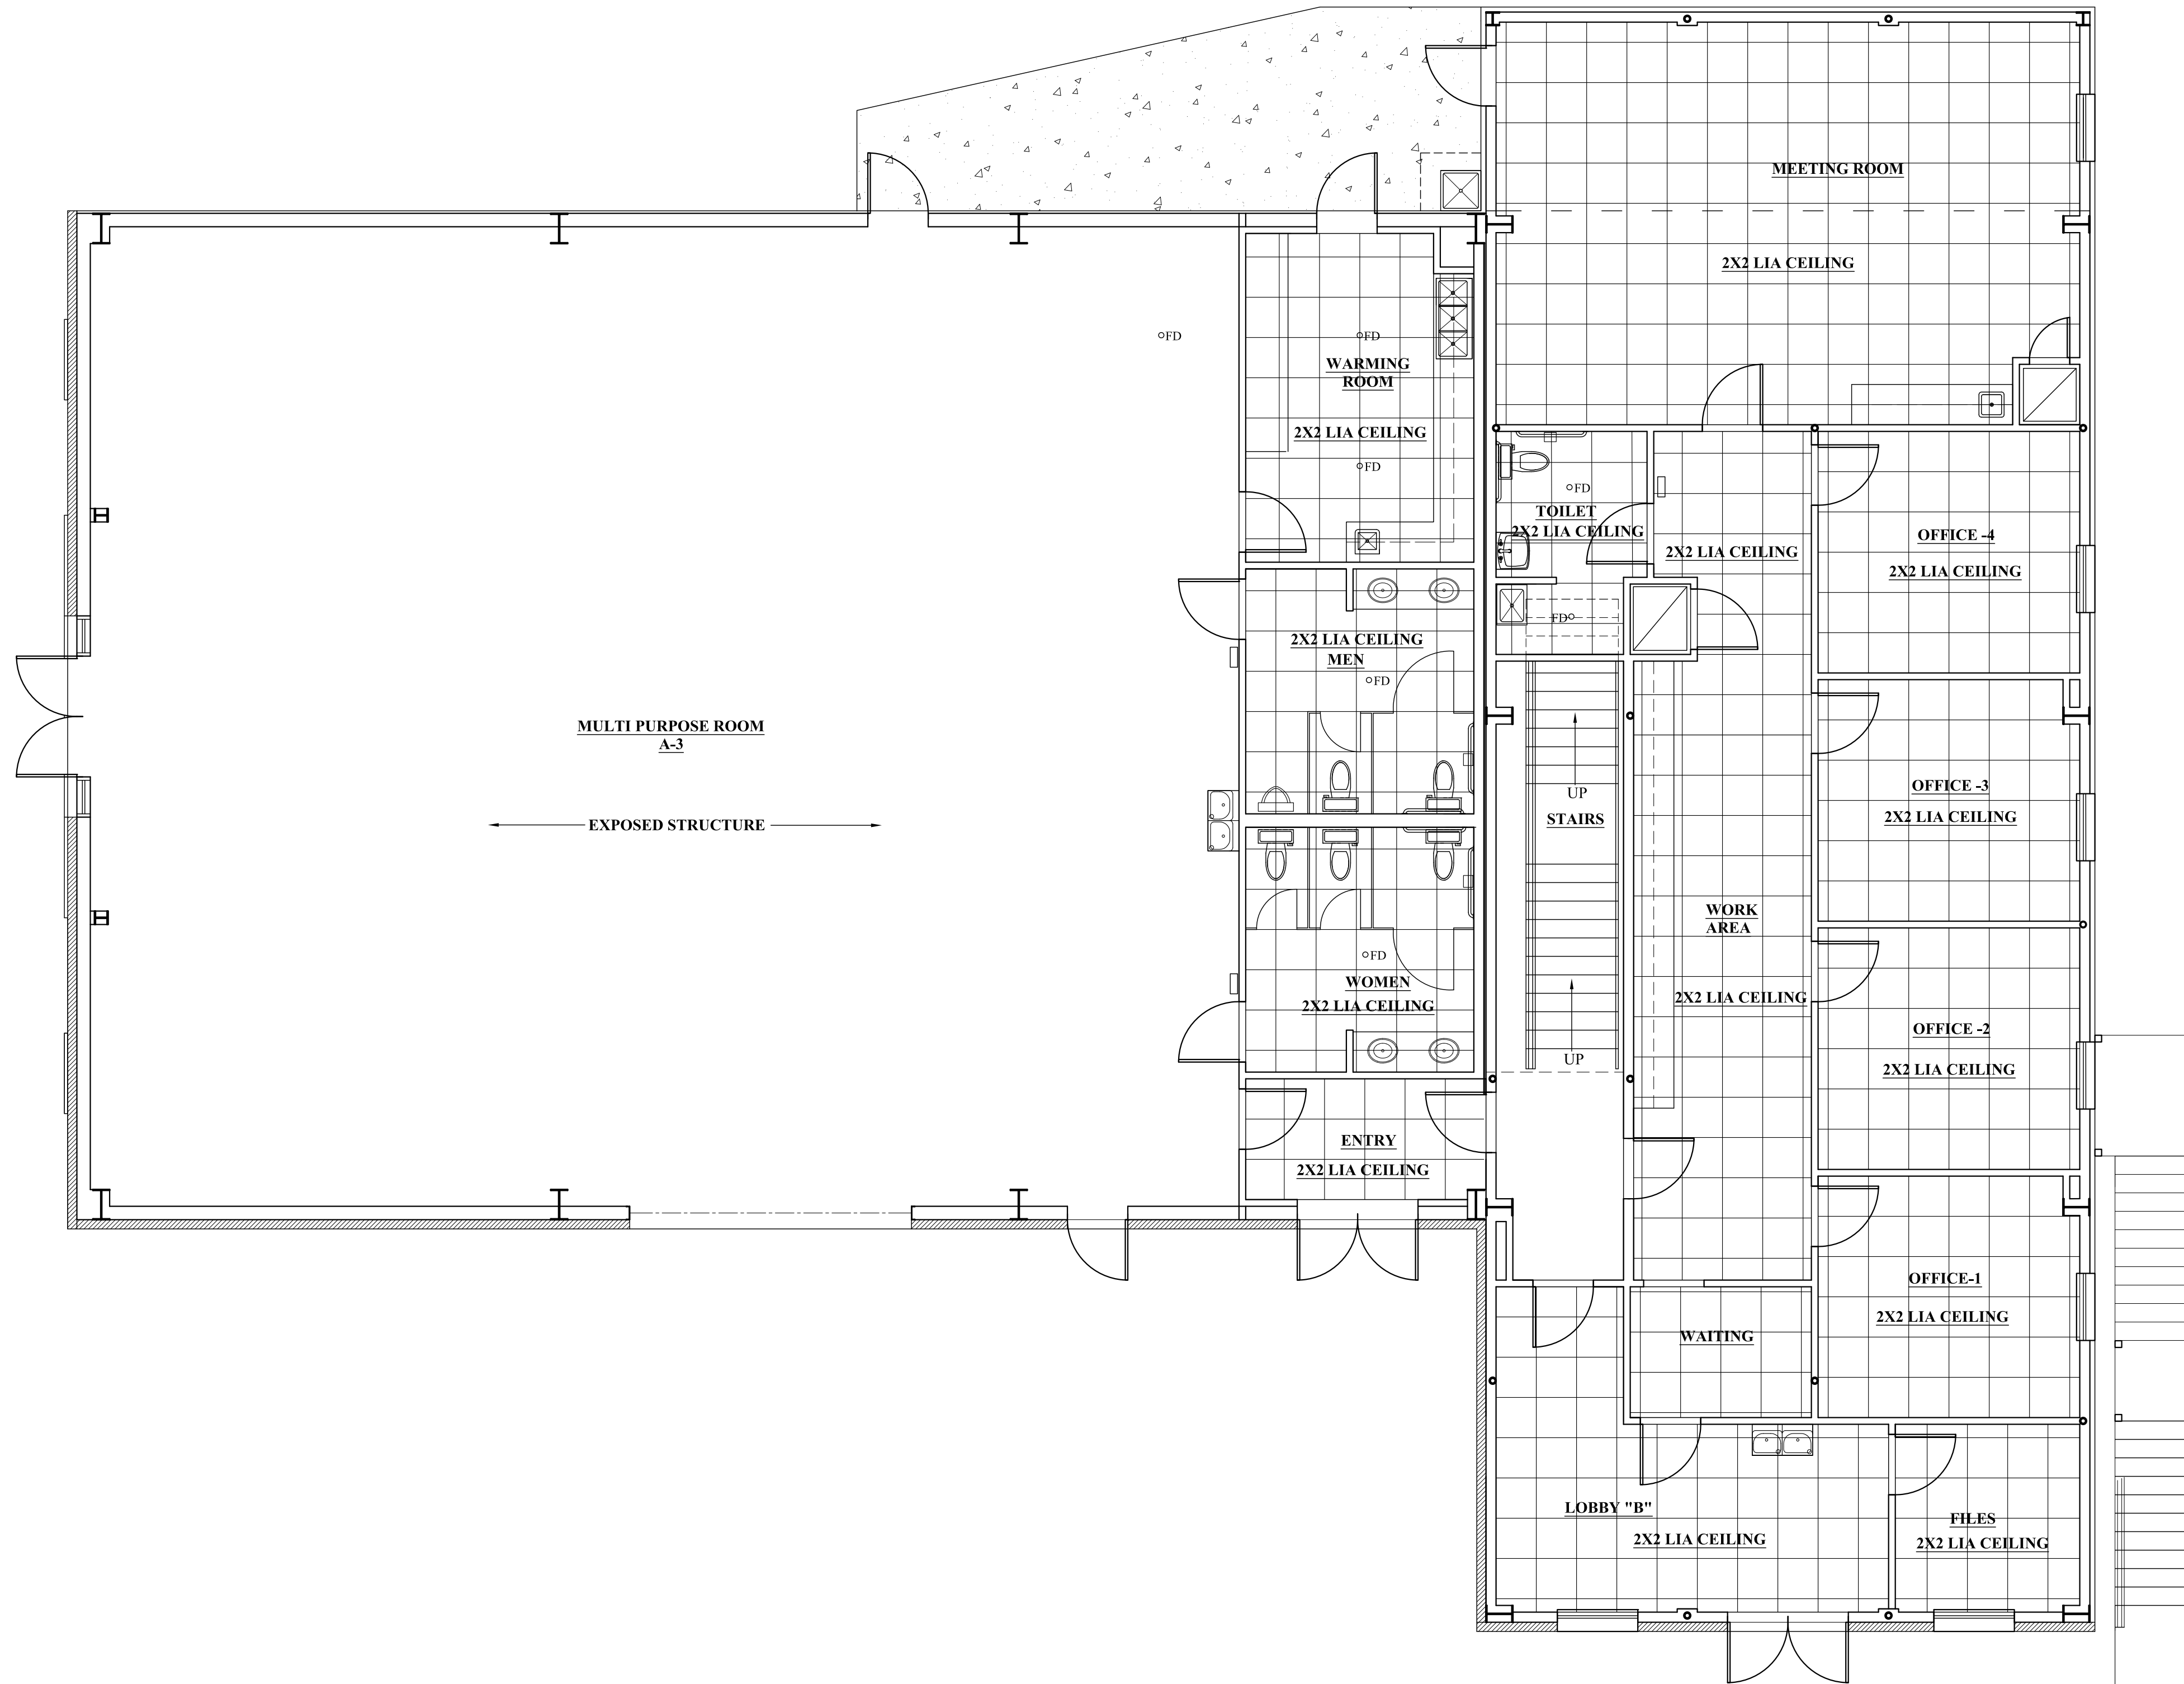 MEETING ROOM
2X2 LIA CEILING
FD
FD
WARMING
ROOM
2X2 LIA CEILING
FD
FD
TOILET
2X2 LIA CEILING
2X2 LIA CEILING
OFFICE -4
2X2 LIA CEILING
FD
2X2 LIA CEILING
MEN
FD
MULTI PURPOSE ROOM
A-3
EXPOSED STRUCTURE
UP
STAIRS
OFFICE -3
2X2 LIA CEILING
WORK
AREA
FD
WOMEN
2X2 LIA CEILING
2X2 LIA CEILING
OFFICE -2
2X2 LIA CEILING
UP
ENTRY
2X2 LIA CEILING
OFFICE-1
2X2 LIA CEILING
WAITING
LOBBY "B"
2X2 LIA CEILING
FILES
2X2 LIA CEILING